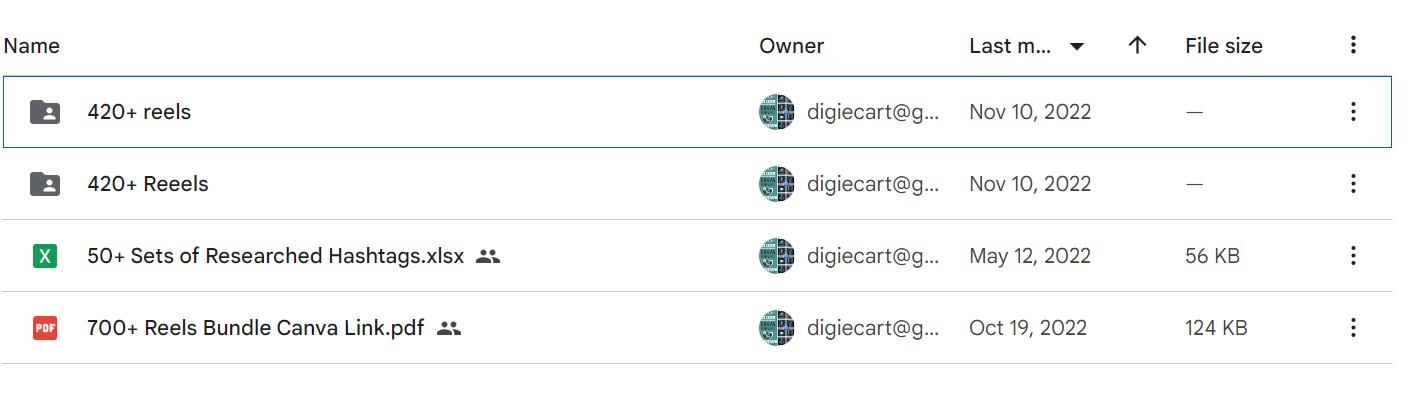 Name Owner Last m... File size
420+ reels digiecart@g... Nov 10, 2022 —
420+ Reeels digiecart@g... Nov 10, 2022 —
X 50+ Sets of Researched Hashtags.xlsx digiecart@g... May 12, 2022 56 KB
PDF 700+ Reels Bundle Canva Link.pdf digiecart@g... Oct 19, 2022 124 KB